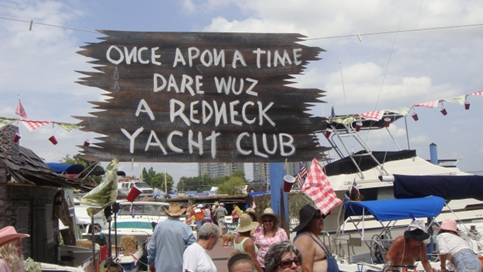 ONCE APON A TIME
DARE WUZ
A REDNECK
YACHT CLUB